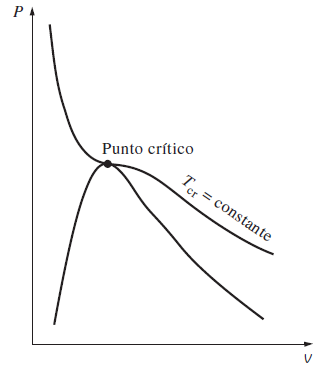 P
Punto crítico
T_cr = constante
v